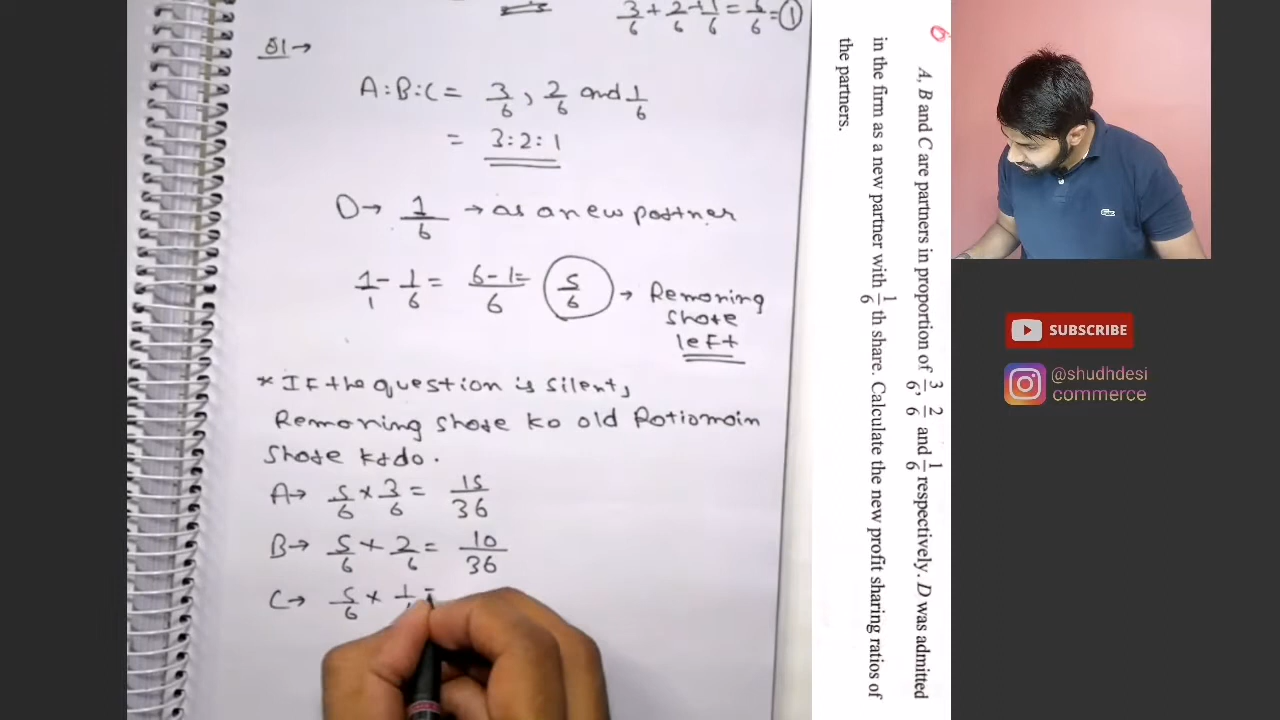 3/6 + 2/6 + 1/6 = 6/6 = 1
Q1→
A:B:C = 3/6, 2/6 and 1/6
= 3:2:1
D→ 1/6 → as a new partner
1/1 - 1/6 = 6-1/6 = 5/6 → Remaning
share
left
* If the question is silent,
Remaning share ko old Ratio main
share krdo.
A→ 5/6 × 3/6 = 15/36
B→ 5/6 × 2/6 = 10/36
C→ 5/6 × 1/6 =
6
A, B and C are partners in proportion of 3/6, 2/6 and 1/6 respectively. D was admitted
in the firm as a new partner with 1/6 th share. Calculate the new profit sharing ratios of
the partners.
SUBSCRIBE
@shudhdesi
commerce